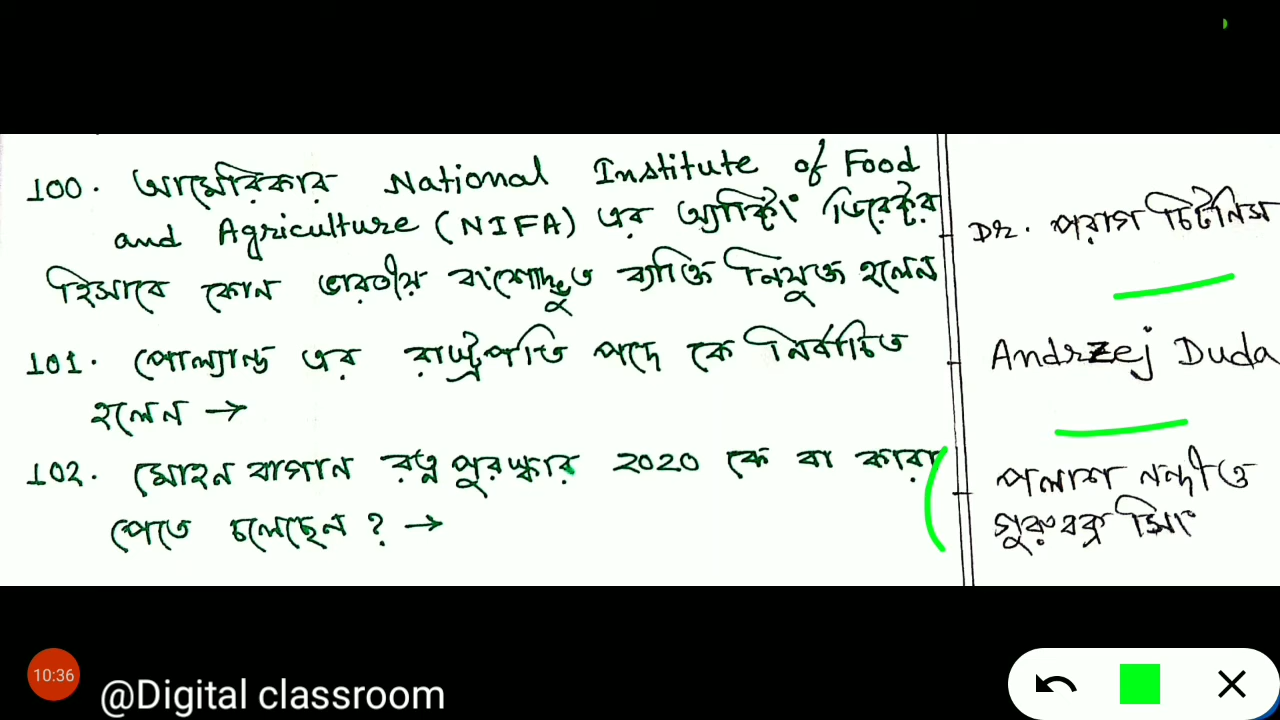 100. আমেরিকার National Institute of Food
and Agriculture (NIFA) এর অ্যাক্টিং ডিরেক্টর
হিসাবে কোন ভারতীয় বংশোদ্ভূত ব্যক্তি নিযুক্ত হলেন
Dr. পরাগ চিটনিস
101. পোল্যান্ড এর রাষ্ট্রপতি পদে কে নির্বাচিত
হলেন →
Andrzej Duda
102. মোহন বাগান রত্ন পুরস্কার 2020 কে বা কারা
পেতে চলেছেন ? →
পলাশ নন্দী ও
গুরুবক্স সিং
10:36
@Digital classroom